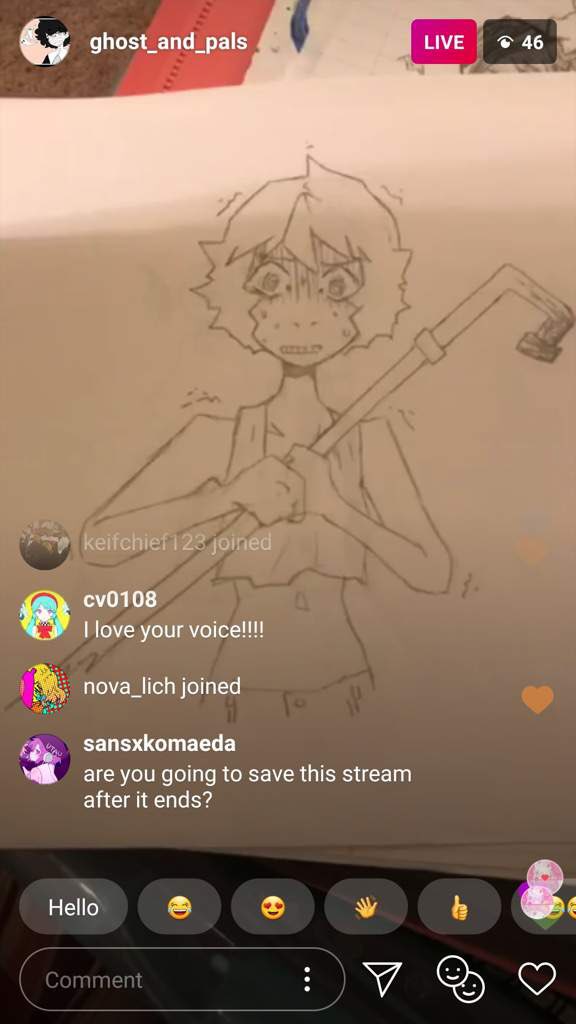 ghost_and_pals
LIVE
46
keifchief123 joined
cv0108
I love your voice!!!!
nova_lich joined
sansxkomaeda
are you going to save this stream
after it ends?
Hello
Comment